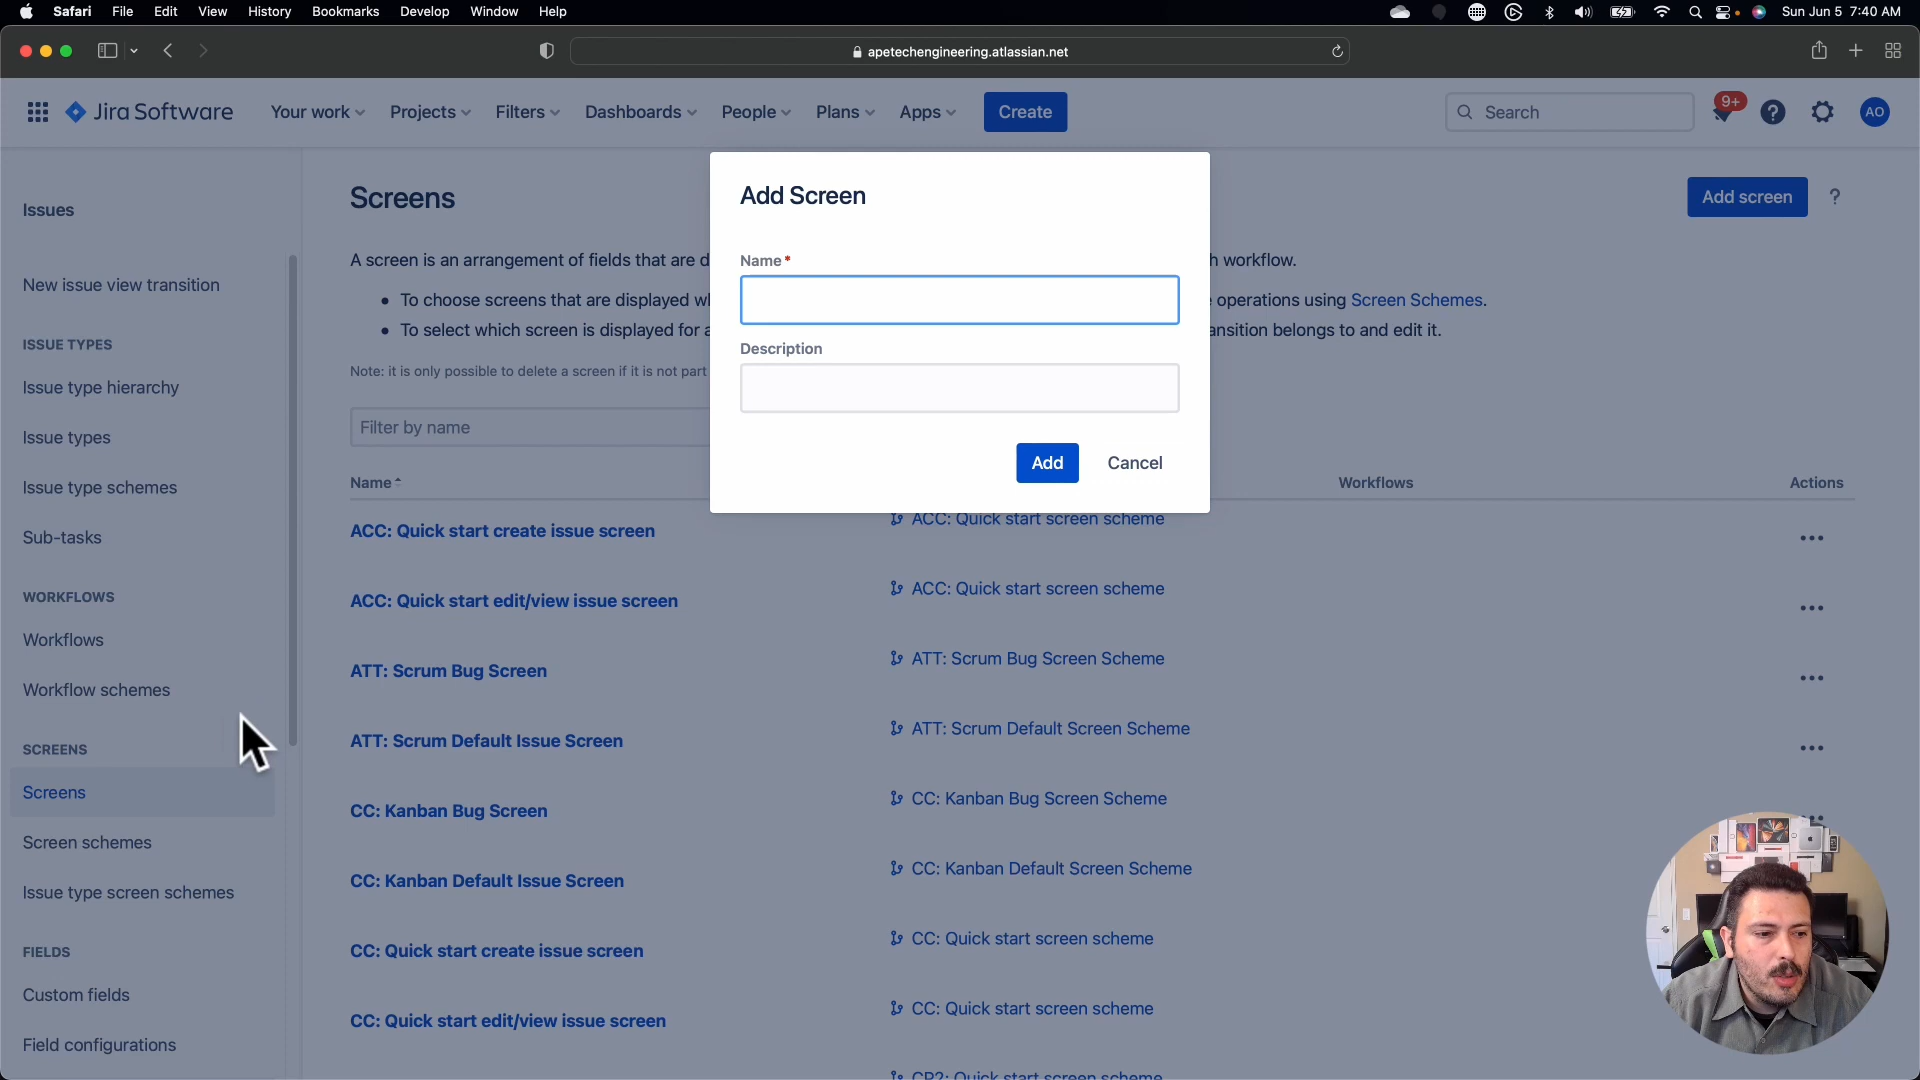 Safari File Edit View History Bookmarks Develop Window Help Sun Jun 5 7:40 AM
apetechengineering.atlassian.net
Jira Software Your work Projects Filters Dashboards People Plans Apps Create Search 9+ ? AO
Issues
New issue view transition
ISSUE TYPES
Issue type hierarchy
Issue types
Issue type schemes
Sub-tasks
WORKFLOWS
Workflows
Workflow schemes
SCREENS
Screens
Screen schemes
Issue type screen schemes
FIELDS
Custom fields
Field configurations
Screens
Add screen ?
A screen is an arrangement of fields that are workflow.
• To choose screens that are displayed operations using Screen Schemes.
• To select which screen is displayed for belongs to and edit it.
Note: it is only possible to delete a screen if it is not part
Filter by name
Add Screen
Name*
Description
Add Cancel
Name Workflows Actions
ACC: Quick start create issue screen ACC: Quick start screen scheme
ACC: Quick start edit/view issue screen ACC: Quick start screen scheme
ATT: Scrum Bug Screen ATT: Scrum Bug Screen Scheme
ATT: Scrum Default Issue Screen ATT: Scrum Default Screen Scheme
CC: Kanban Bug Screen CC: Kanban Bug Screen Scheme
CC: Kanban Default Issue Screen CC: Kanban Default Screen Scheme
CC: Quick start create issue screen CC: Quick start screen scheme
CC: Quick start edit/view issue screen CC: Quick start screen scheme
CP2: Quick start screen scheme